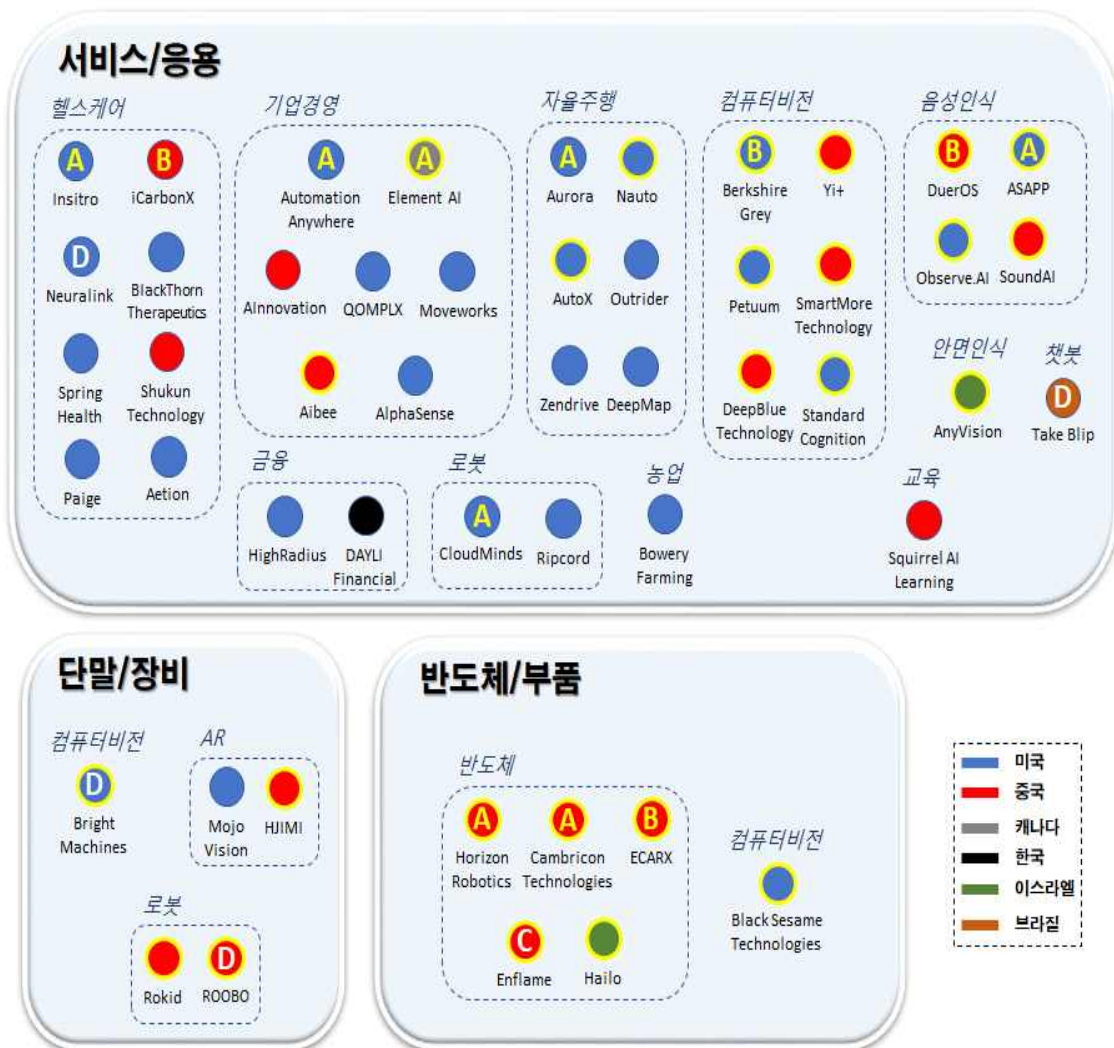 서비스/응용
헬스케어
A
B
Insitro
iCarbonX
D
Neuralink
BlackThorn
Therapeutics
Spring
Health
Shukun
Technology
Paige
Aetion
기업경영
A
A
Automation
Anywhere
Element AI
AInnovation
QOMPLX
Moveworks
Aibee
AlphaSense
자율주행
A
Aurora
Nauto
AutoX
Outrider
Zendrive
DeepMap
컴퓨터비전
B
Berkshire
Grey
Yi+
Petuum
SmartMore
Technology
DeepBlue
Technology
Standard
Cognition
음성인식
B
A
DuerOS
ASAPP
Observe.AI
SoundAI
안면인식
AnyVision
챗봇
D
Take Blip
금융
HighRadius
DAYLI
Financial
로봇
A
CloudMinds
Ripcord
농업
Bowery
Farming
교육
Squirrel AI
Learning
단말/장비
컴퓨터비전
D
Bright
Machines
AR
Mojo
Vision
HJIMI
로봇
D
Rokid
ROOBO
반도체/부품
반도체
A
A
B
Horizon
Robotics
Cambricon
Technologies
ECARX
C
Enflame
Hailo
컴퓨터비전
Black Sesame
Technologies
미국
중국
캐나다
한국
이스라엘
브라질